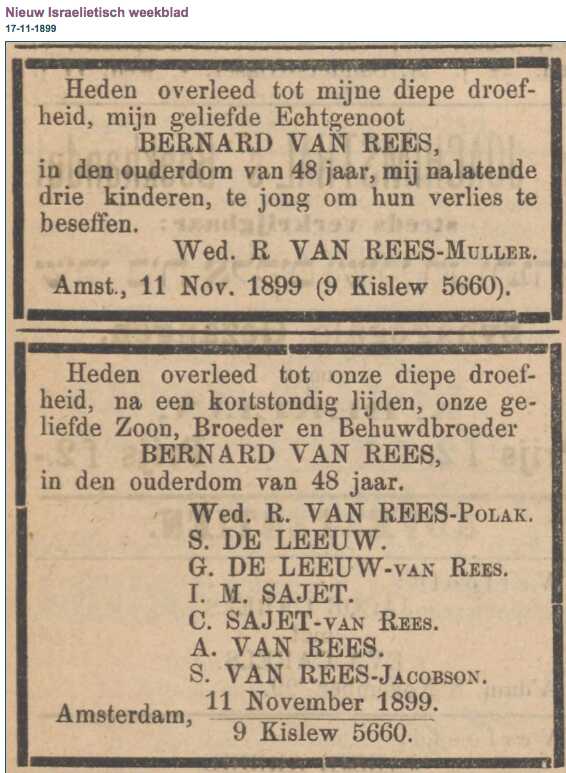 Nieuw Israelietisch weekblad
17-11-1899
Heden overleed tot mijne diepe droef-
heid, mijn geliefde Echtgenoot
BERNARD VAN REES,
in den ouderdom van 48 jaar, mij nalatende
drie kinderen, te jong om hun verlies te
beseffen.
Wed. R VAN REES-MULLER.
Amst., 11 Nov. 1899 (9 Kislew 5660).
Heden overleed tot onze diepe droef-
heid, na een kortstondig lijden, onze ge-
liefde Zoon, Broeder en Behuwdbroeder
BERNARD VAN REES,
in den ouderdom van 48 jaar.
Wed. R. VAN REES-POLAK.
S. DE LEEUW.
G. DE LEEUW-VAN REES.
I. M. SAJET.
C. SAJET-VAN REES.
A. VAN REES.
S. VAN REES-JACOBSON.
Amsterdam, 11 November 1899.
9 Kislew 5660.